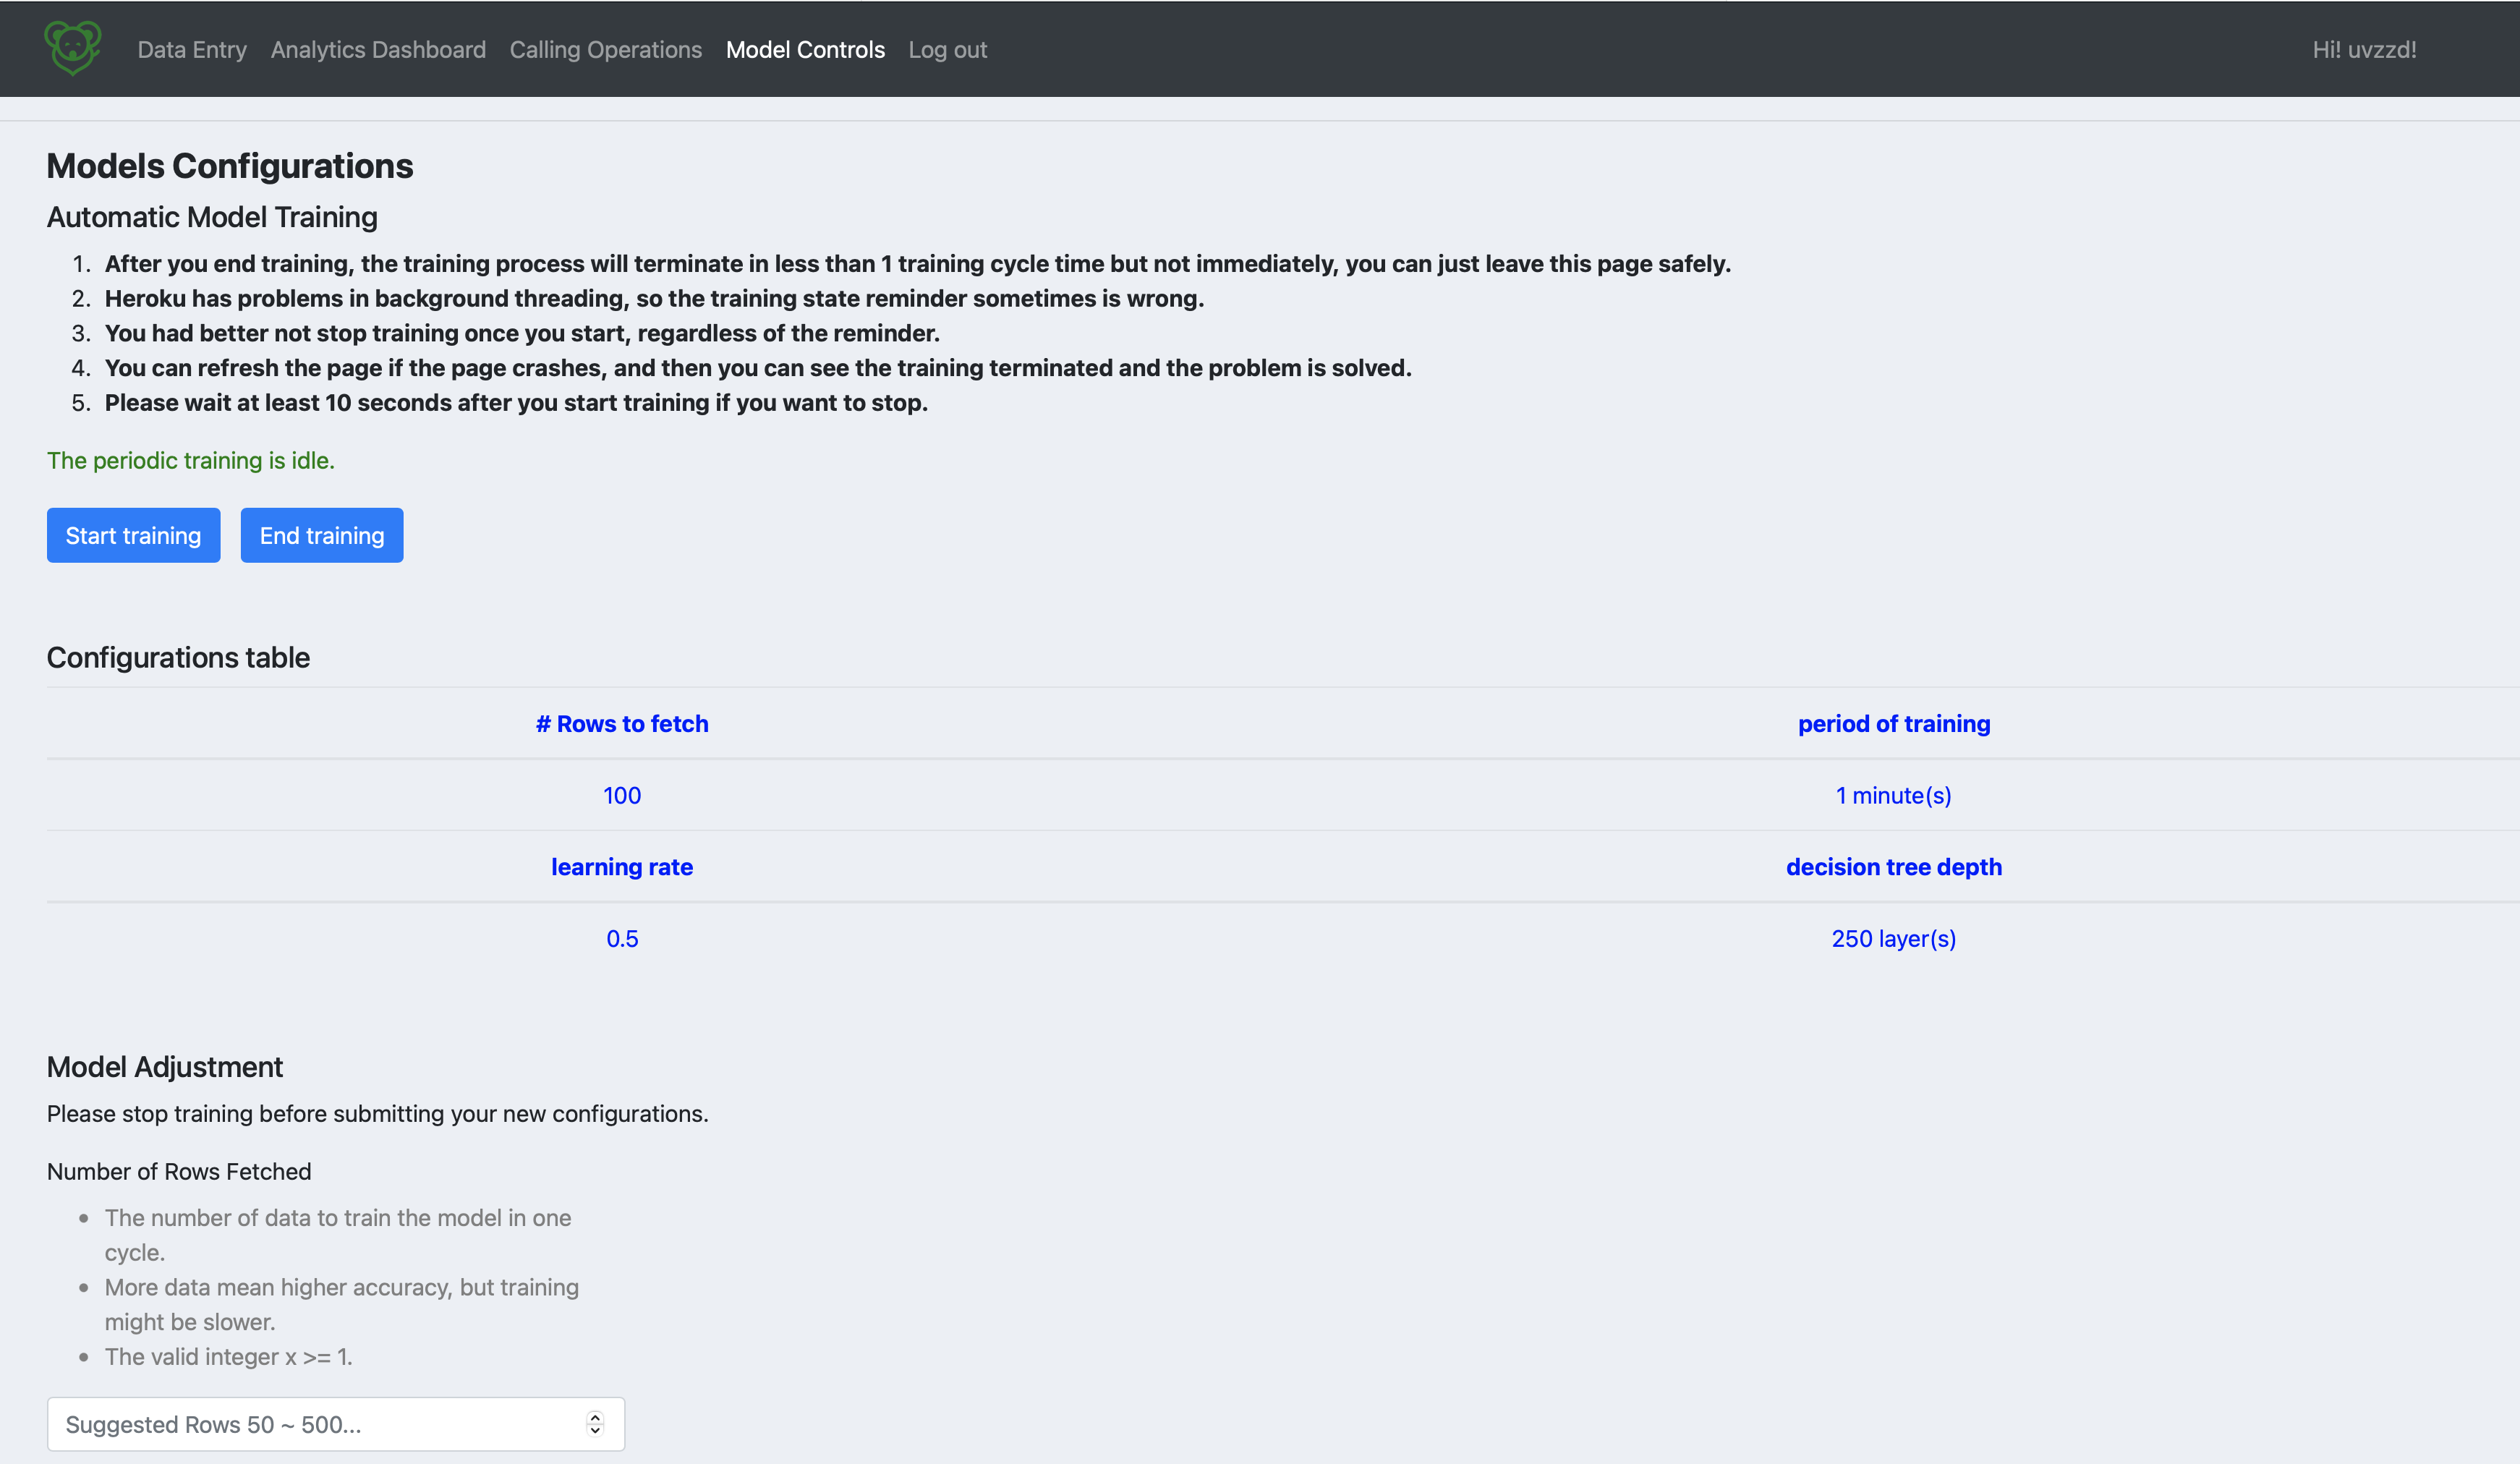 Data Entry Analytics Dashboard Calling Operations Model Controls Log out Hi! uvzzd!
Models Configurations
Automatic Model Training
1. After you end training, the training process will terminate in less than 1 training cycle time but not immediately, you can just leave this page safely.
2. Heroku has problems in background threading, so the training state reminder sometimes is wrong.
3. You had better not stop training once you start, regardless of the reminder.
4. You can refresh the page if the page crashes, and then you can see the training terminated and the problem is solved.
5. Please wait at least 10 seconds after you start training if you want to stop.
The periodic training is idle.
Start training End training
Configurations table
# Rows to fetch period of training
100 1 minute(s)
learning rate decision tree depth
0.5 250 layer(s)
Model Adjustment
Please stop training before submitting your new configurations.
Number of Rows Fetched
• The number of data to train the model in one
cycle.
• More data mean higher accuracy, but training
might be slower.
• The valid integer x >= 1.
Suggested Rows 50 ~ 500...